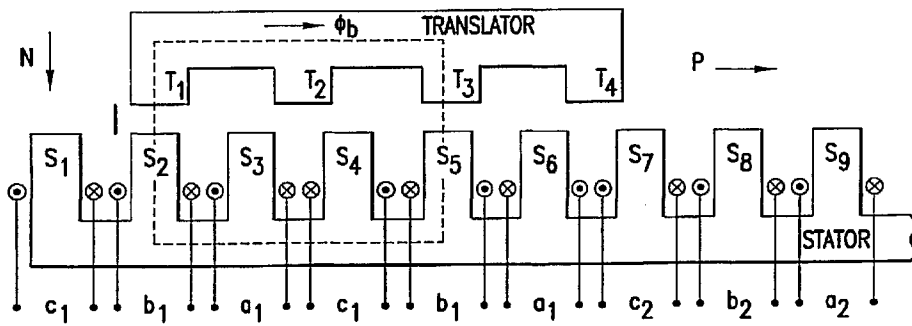 N ϕb TRANSLATOR P
T1 T2 T3 T4
S1 S2 S3 S4 S5 S6 S7 S8 S9
STATOR
c1 b1 a1 c1 b1 a1 c2 b2 a2